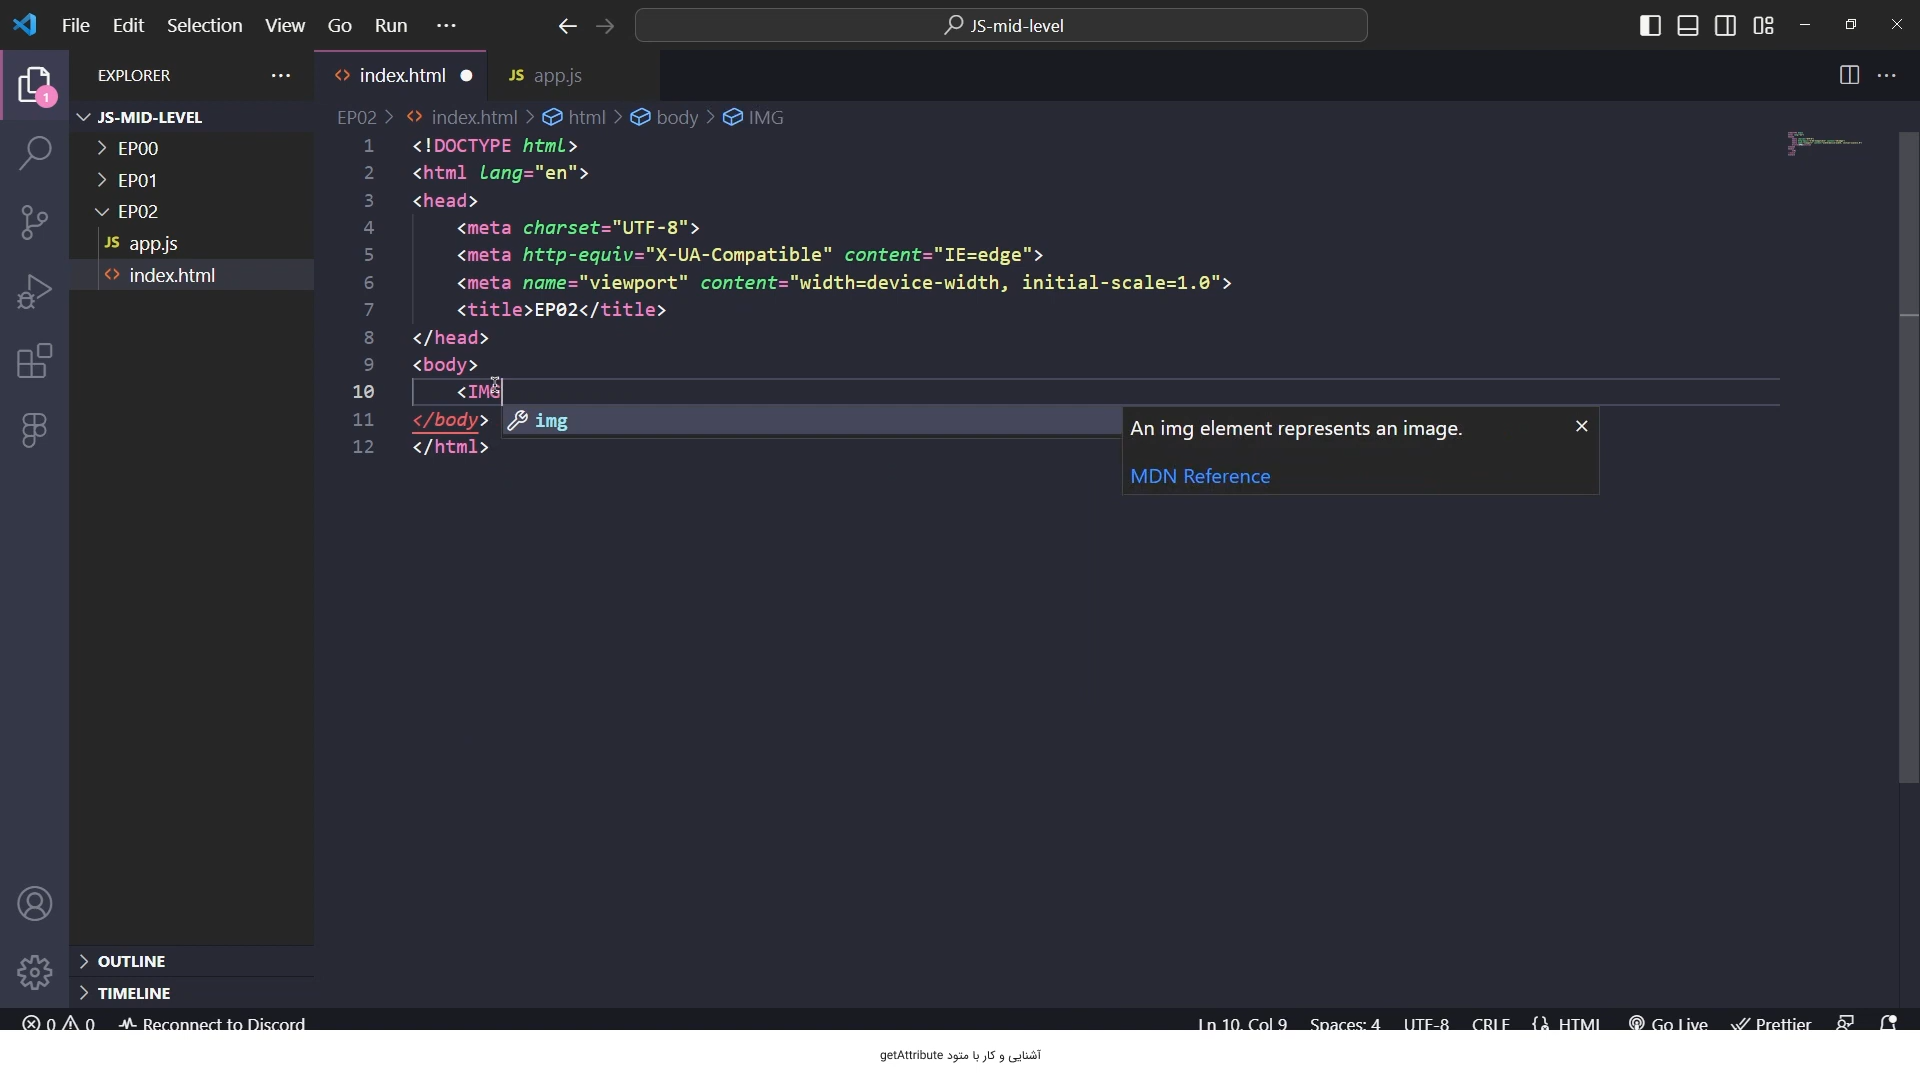 File Edit Selection View Go Run ···
JS-mid-level
EXPLORER
index.html
JS app.js
1
JS-MID-LEVEL
EP00
EP01
EP02
JS app.js
index.html
OUTLINE
TIMELINE
EP02 > index.html > html > body > IMG
1 <!DOCTYPE html>
2 <html lang="en">
3 <head>
4 <meta charset="UTF-8">
5 <meta http-equiv="X-UA-Compatible" content="IE=edge">
6 <meta name="viewport" content="width=device-width, initial-scale=1.0">
7 <title>EP02</title>
8 </head>
9 <body>
10 <IMG
11 </body>
12 </html>
img
An img element represents an image.
MDN Reference
0 0 Reconnect to Discord
Ln 10, Col 9 Spaces: 4 UTF-8 CRLF {} HTML Go Live Prettier
آشنایی و کار با متود getAttribute